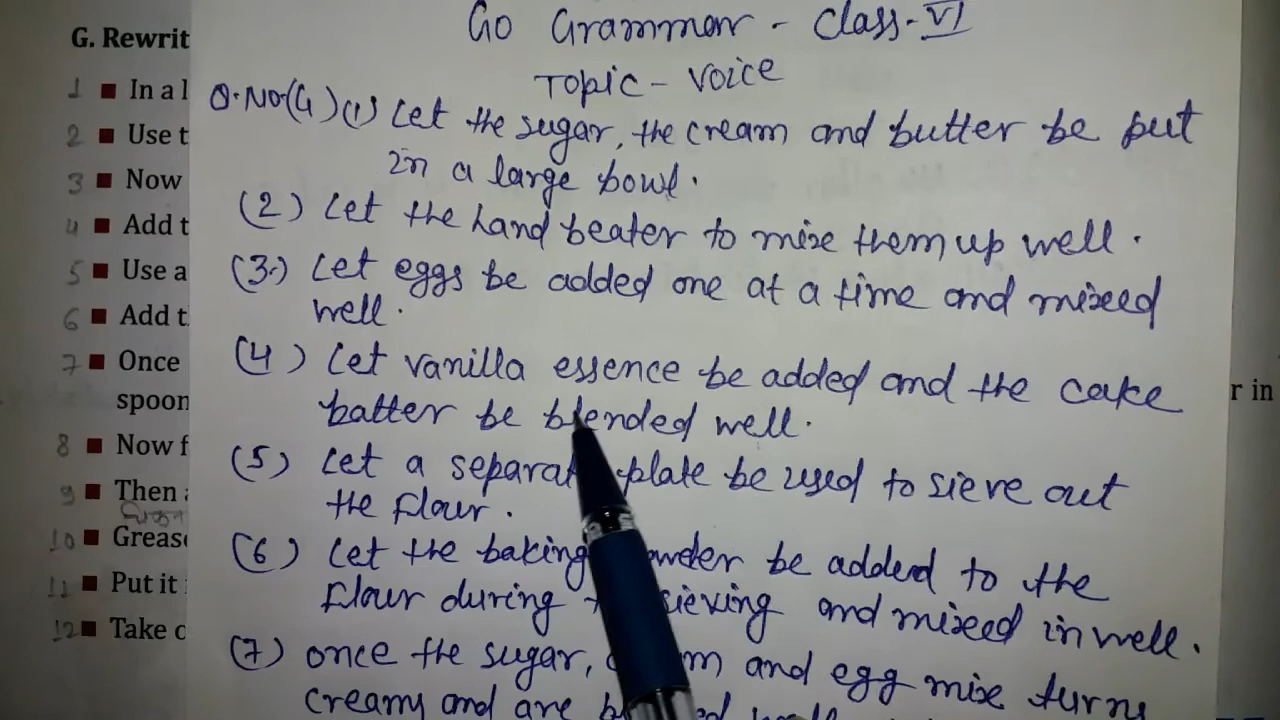 G. Rewrit
1 ■ In a l
2 ■ Use t
3 ■ Now
4 ■ Add t
5 ■ Use a
6 ■ Add t
7 ■ Once
spoon
8 ■ Now f
9 ■ Then
10 ■ Grease
11 ■ Put it
12 ■ Take o
r in
Go Grammar - Class-VI
Topic - Voice
Q.No.(G) (1) Let the sugar, the cream and butter be put
in a large bowl.
(2) Let the hand beater to mixe them up well.
(3.) Let eggs be added one at a time and mixed
well.
(4) Let vanilla essence be added and the cake
batter be blended well.
(5) Let a separat plate be used to sieve out
the flour.
(6) Let the baking owder be added to the
flour during sieving and mixed in well.
(7) once the sugar, m and egg mixe turns
creamy and are